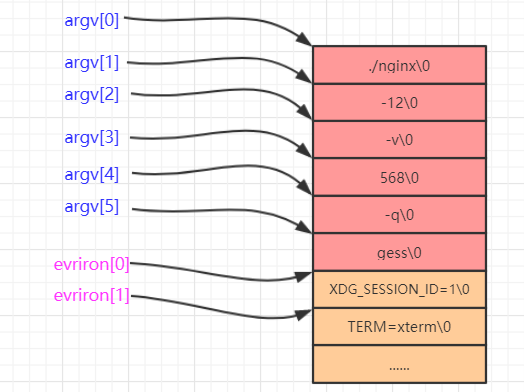 argv[0]
argv[1]
argv[2]
argv[3]
argv[4]
argv[5]
evriron[0]
evriron[1]
./nginx\0
-12\0
-v\0
568\0
-q\0
gess\0
XDG_SESSION_ID=1\0
TERM=xterm\0
......